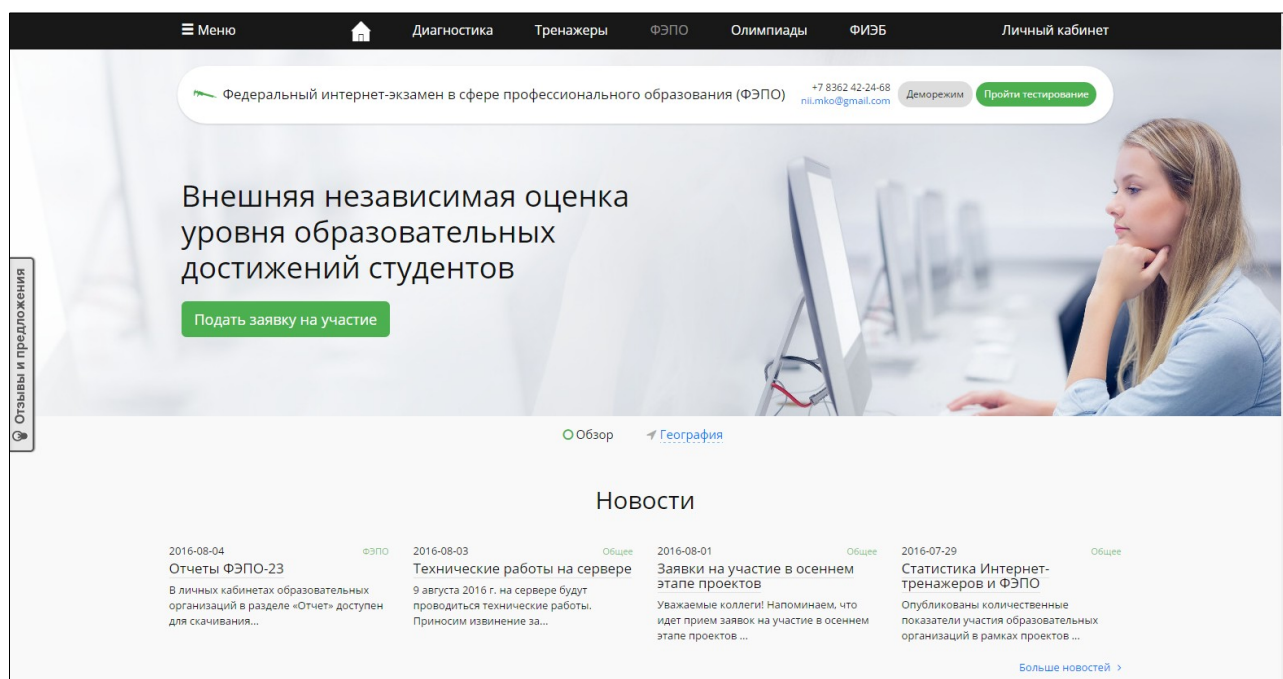 Меню
Диагностика
Тренажеры
ФЭПО
Олимпиады
ФИЭБ
Личный кабинет
Федеральный интернет-экзамен в сфере профессионального образования (ФЭПО)
+7 8362 42-24-68
nii.mko@gmail.com
Деморежим
Пройти тестирование
Внешняя независимая оценка
уровня образовательных
достижений студентов
Подать заявку на участие
Отзывы и предложения
Обзор
География
Новости
2016-08-04 ФЭПО
Отчеты ФЭПО-23
В личных кабинетах образовательных
организаций в разделе «Отчет» доступен
для скачивания...
2016-08-03 Общее
Технические работы на сервере
9 августа 2016 г. на сервере будут
проводиться технические работы.
Приносим извинение за...
2016-08-01 Общее
Заявки на участие в осеннем
этапе проектов
Уважаемые коллеги! Напоминаем, что
идет прием заявок на участие в осеннем
этапе проектов ...
2016-07-29 Общее
Статистика Интернет-
тренажеров и ФЭПО
Опубликованы количественные
показатели участия образовательных
организаций в рамках проектов ...
Больше новостей >